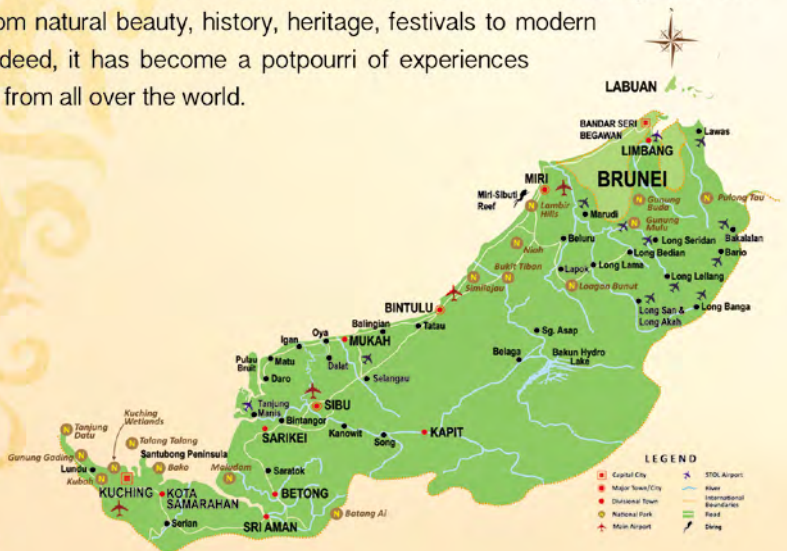 om natural beauty, history, heritage, festivals to modern
deed, it has become a potpourri of experiences
from all over the world.
LABUAN
BANDAR SERI
BEGAWAN
Lawas
LIMBANG
BRUNEI
MIRI
Miri-Sibuti
Reef
Lambir
Hills
Marudi
Gunung
Buda
Pulong Tau
Gunung
Mulu
Niah
Beluru
Long Seridan
Bakalalan
Long Bedian
Bario
Bukit Tiban
Lapok
Long Lama
Similajau
Loagan Bunut
Long Lellang
BINTULU
Long San &
Long Akah
Long Banga
Balingian
Tatau
Oya
Igan
MUKAH
Sg. Asap
Pulau
Bruit
Matu
Dalat
Belaga
Bakun Hydro
Lake
Daro
Selangau
Tanjung
Manis
SIBU
Kuching
Wetlands
Bintangor
Tanjung
Datu
Talang Talang
SARIKEI
Kanowit
Song
KAPIT
Gunung Gading
Santubong Peninsula
Lundu
Bako
Maludam
Saratok
Kubah
KUCHING
KOTA
SAMARAHAN
BETONG
Serian
SRI AMAN
Batang Ai
LEGEND
Capital City
Major Town/City
Divisional Town
National Park
Main Airport
STOL Airport
River
International
Boundaries
Road
Diving